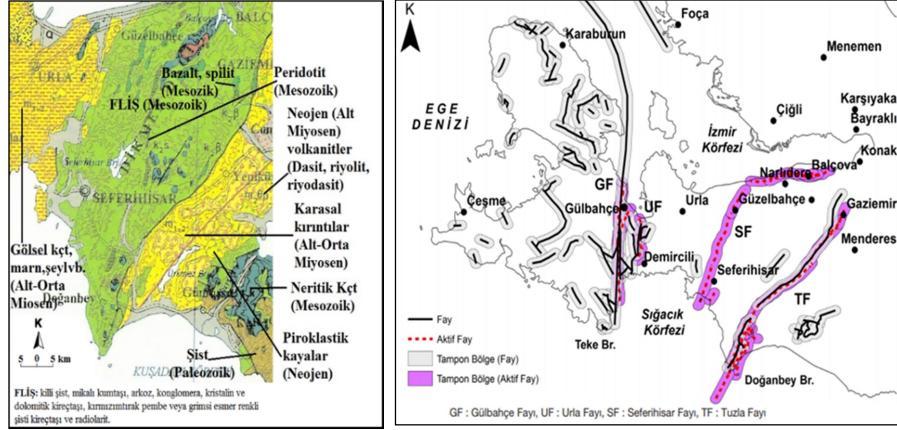 BALÇO
Güzelbahçe
GAZİEMİR
URLA
Bazalt, spilit
(Mesozik)
FLİŞ (Mesozoik)
Peridotit
(Mesozoik)
Neojen (Alt
Miyosen)
volkanitler
(Dasit, riyolit,
riyodasit)
SEFERİHİSAR
Karasal
kırıntılar
(Alt-Orta
Miyosen)
Gölsel kçt,
marn,şeylvb.
(Alt-Orta
Miosen)
Doğanbey
Neritik Kçt
(Mesozoik)
Piroklastik
kayalar
(Neojen)
Şist
(Paleozoik)
K
5 0 5 km
KUŞADA
FLİŞ: killi şist, mikalı kumtaşı, arkoz, konglomera, kristalin ve
dolomitik kireçtaşı, kırmızımtırak pembe veya grimsi esmer renkli
şisti kireçtaşı ve radiolarit.
K
Foça
Karaburun
Menemen
EGE
DENİZİ
Çiğli
Karşıyaka
Bayraklı
İzmir
Körfezi
Konak
Balçova
Narlıdere
GF
Çeşme
Gülbahçe
UF
Urla
Güzelbahçe
Gaziemir
SF
Menderes
Demircili
Seferihisar
Sığacık
Körfezi
TF
Teke Br.
Doğanbey Br.
Fay
Aktif Fay
Tampon Bölge (Fay)
Tampon Bölge (Aktif Fay)
GF : Gülbahçe Fayı, UF : Urla Fayı, SF : Seferihisar Fayı, TF : Tuzla Fayı